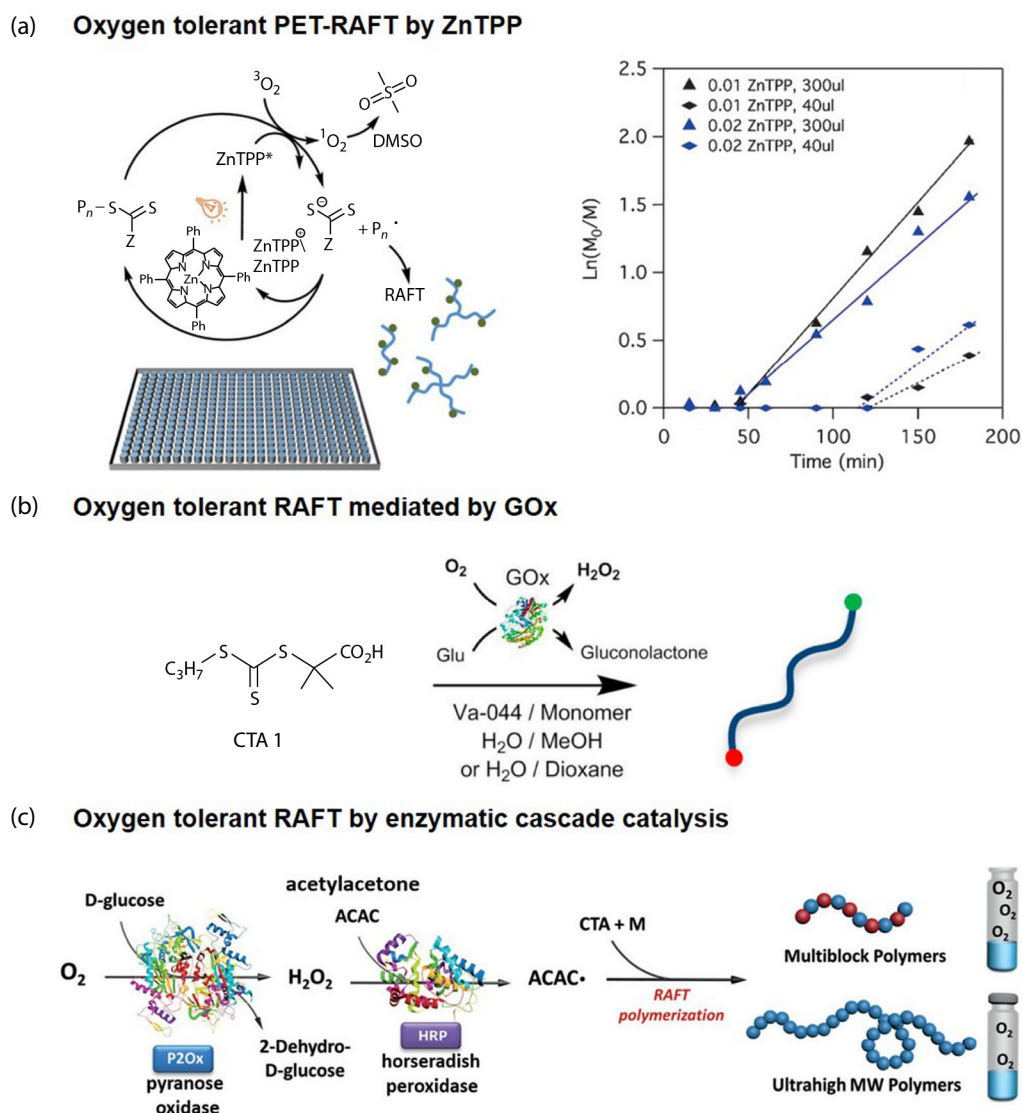 (a) Oxygen tolerant PET-RAFT by ZnTPP
³O₂
¹O₂
O=S=O
DMSO
ZnTPP*
Pₙ–S
S
Z
S⊖
S
Z
+ Pₙ·
ZnTPP\⊕
ZnTPP
RAFT
Ph
N
N
Ph
Zn
Ph
N
N
Ph
2.5
2.0
1.5
1.0
0.5
0.0
Ln(M₀/M)
0.01 ZnTPP, 300ul
0.01 ZnTPP, 40ul
0.02 ZnTPP, 300ul
0.02 ZnTPP, 40ul
0
50
100
150
200
Time (min)
(b) Oxygen tolerant RAFT mediated by GOx
S
S
CO₂H
C₃H₇
S
CTA 1
O₂
GOx
H₂O₂
Glu
Gluconolactone
Va-044 / Monomer
H₂O / MeOH
or H₂O / Dioxane
(c) Oxygen tolerant RAFT by enzymatic cascade catalysis
D-glucose
O₂
P2Ox
pyranose
oxidase
2-Dehydro-
D-glucose
H₂O₂
acetylacetone
ACAC
HRP
horseradish
peroxidase
ACAC·
CTA + M
RAFT
polymerization
Multiblock Polymers
Ultrahigh MW Polymers
O₂
O₂
O₂
O₂
O₂